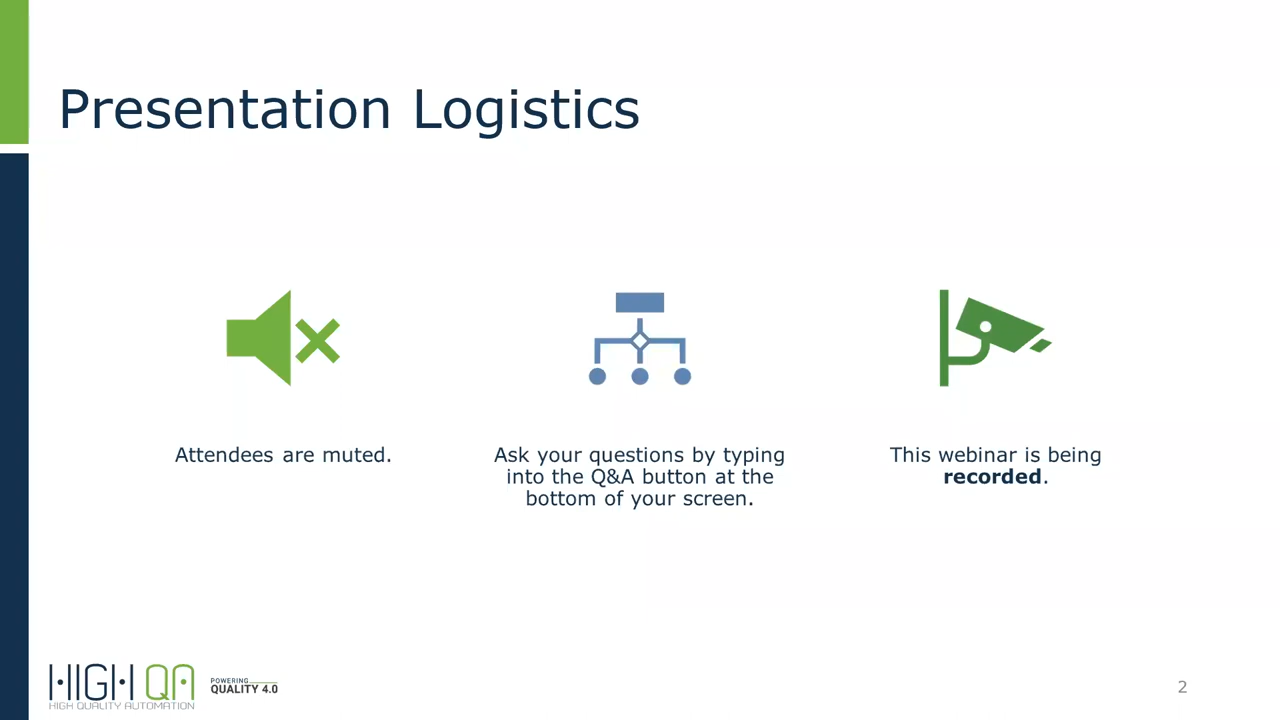 Presentation Logistics
Attendees are muted.
Ask your questions by typing
into the Q&A button at the
bottom of your screen.
This webinar is being
recorded.
HIGH QA
HIGH QUALITY AUTOMATION
POWERING
QUALITY 4.0
2